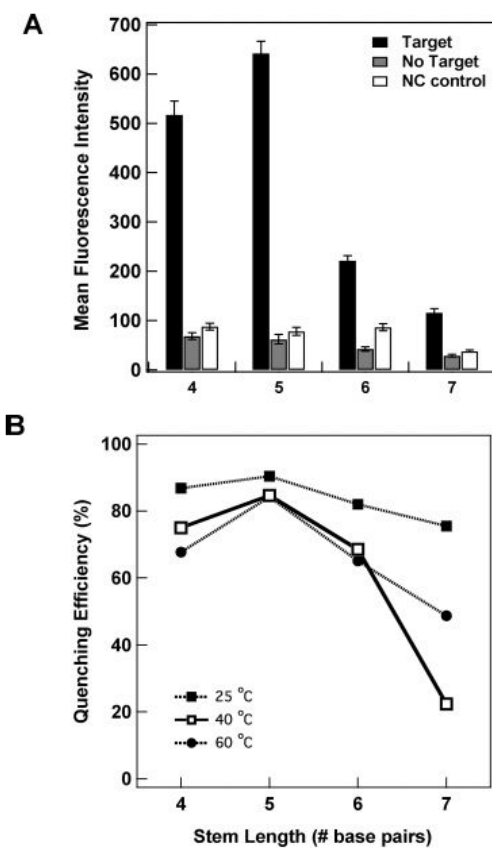 A
Mean Fluorescence Intensity
700
600
500
400
300
200
100
0
Target
No Target
NC control
4 5 6 7
B
Quenching Efficiency (%)
100
80
60
40
20
0
25 °C
40 °C
60 °C
4 5 6 7
Stem Length (# base pairs)